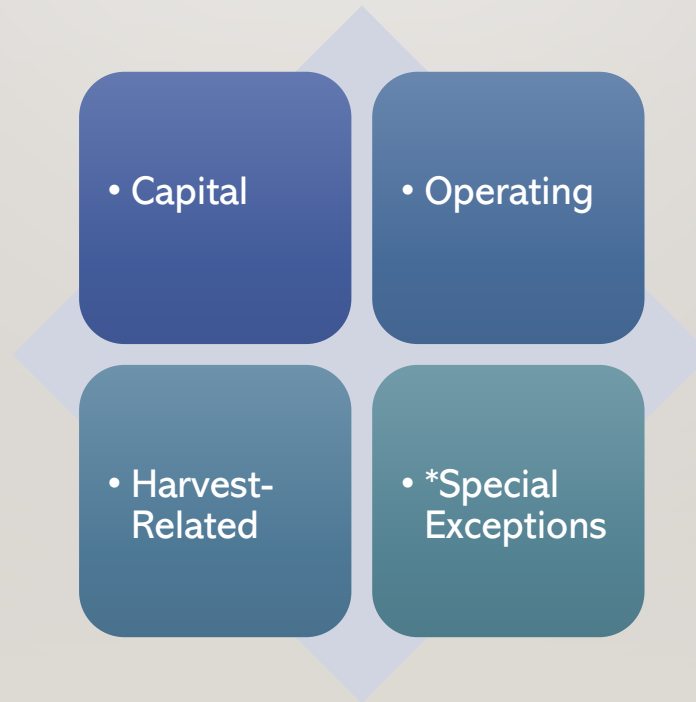 • Capital
• Operating
• Harvest-
Related
• *Special
Exceptions